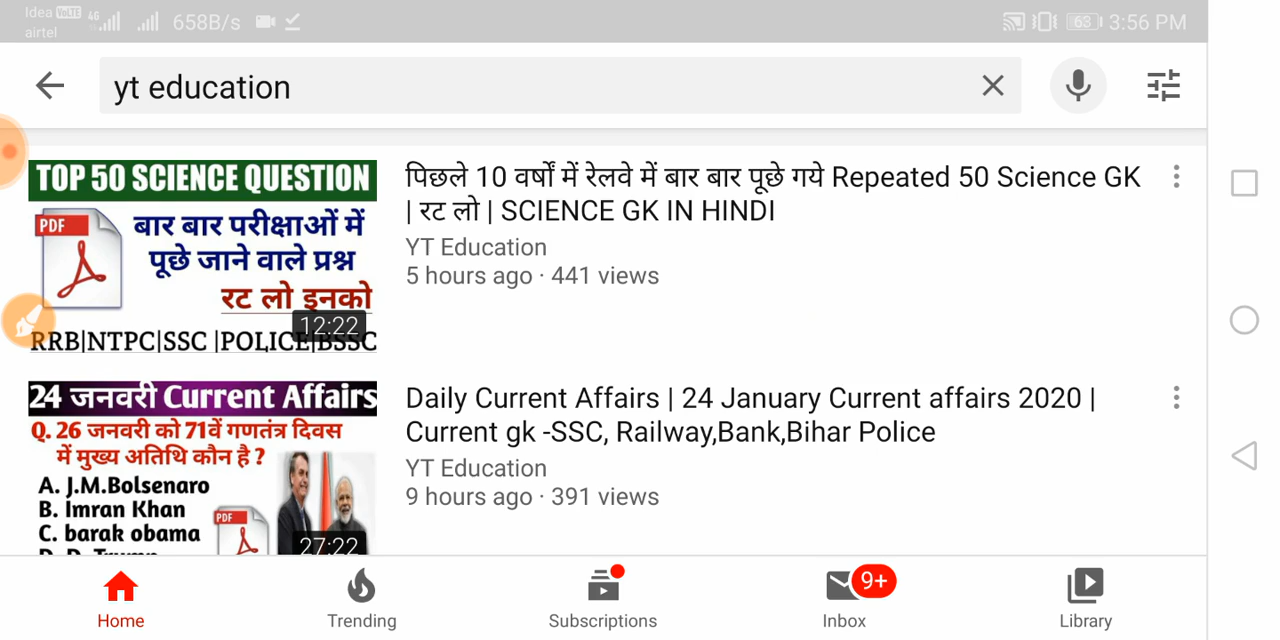 Idea VoLTE 4G 658B/s 63 3:56 PM
airtel
yt education
TOP 50 SCIENCE QUESTION
PDF
बार बार परीक्षाओं में
पूछे जाने वाले प्रश्न
रट लो इनको
12:22
RRB|NTPC|SSC |POLICE|BSSC
पिछले 10 वर्षों में रेलवे में बार बार पूछे गये Repeated 50 Science GK
| रट लो | SCIENCE GK IN HINDI
YT Education
5 hours ago · 441 views
24 जनवरी Current Affairs
Q. 26 जनवरी को 71वें गणतंत्र दिवस
में मुख्य अतिथि कौन है ?
A. J.M.Bolsenaro
B. Imran Khan
C. barak obama
D. D. Trump
PDF
27:22
Daily Current Affairs | 24 January Current affairs 2020 |
Current gk -SSC, Railway,Bank,Bihar Police
YT Education
9 hours ago · 391 views
Home
Trending
Subscriptions
9+
Inbox
Library